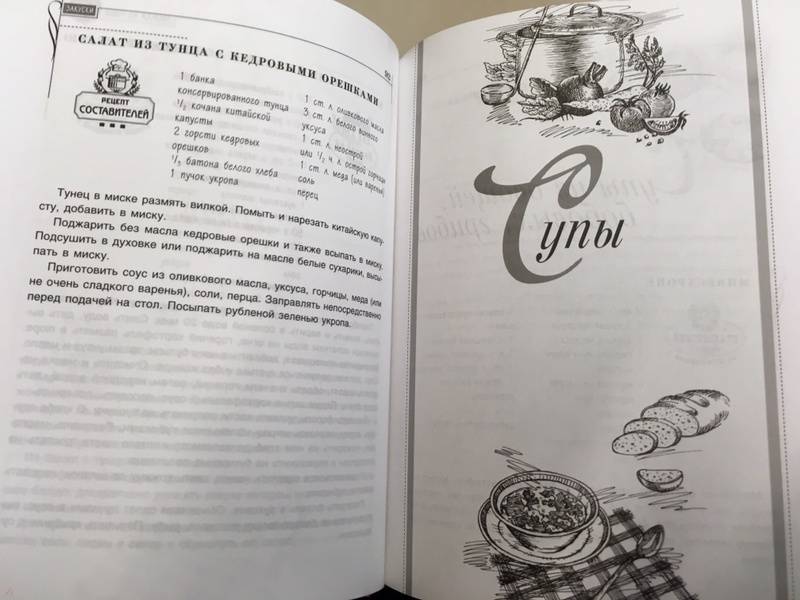 ЗАКУСКИ
САЛАТ ИЗ ТУНЦА С КЕДРОВЫМИ ОРЕШКАМИ
РЕЦЕПТ
СОСТАВИТЕЛЕЙ
1 банка
консервированного тунца
1/2 кочана китайской
капусты
2 горсти кедровых
орешков
1/3 батона белого хлеба
1 пучок укропа
1 ст. л. оливкового масла
3 ст. л. белого винного
уксуса
1 ст. л. неострой
или 1/2 ч. л. острой горчицы
1 ст. л. меда (или варенья)
соль
перец
Тунец в миске размять вилкой. Помыть и нарезать китайскую капу-
сту, добавить в миску.
Поджарить без масла кедровые орешки и также всыпать в миску.
Подсушить в духовке или поджарить на масле белые сухарики, высы-
пать в миску.
Приготовить соус из оливкового масла, уксуса, горчицы, меда (или
не очень сладкого варенья), соли, перца. Заправлять непосредственно
перед подачей на стол. Посыпать рубленой зеленью укропа.
Супы